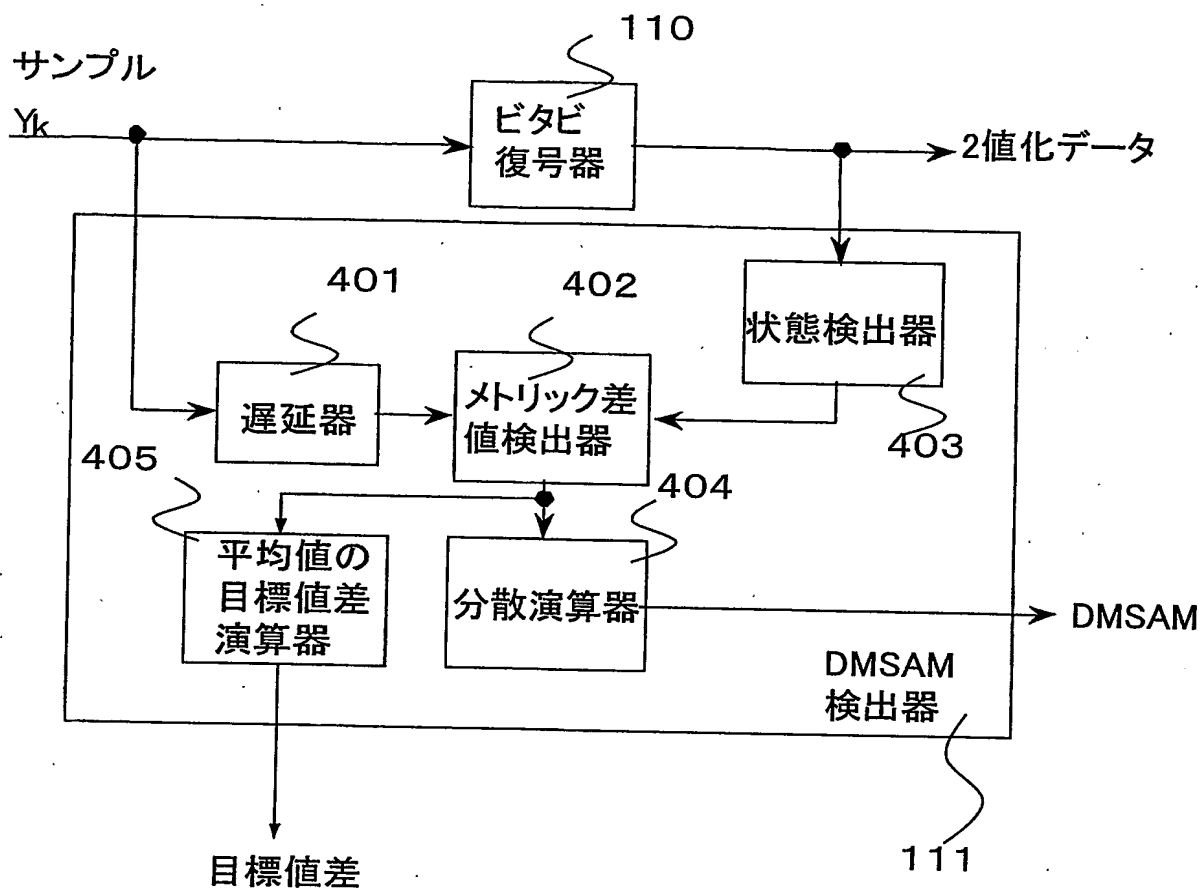 110
サンプル
Yk
ビタビ
復号器
2値化データ
401
402
状態検出器
遅延器
メトリック差
値検出器
403
405
404
平均値の
目標値差
演算器
分散演算器
DMSAM
DMSAM
検出器
111
目標値差